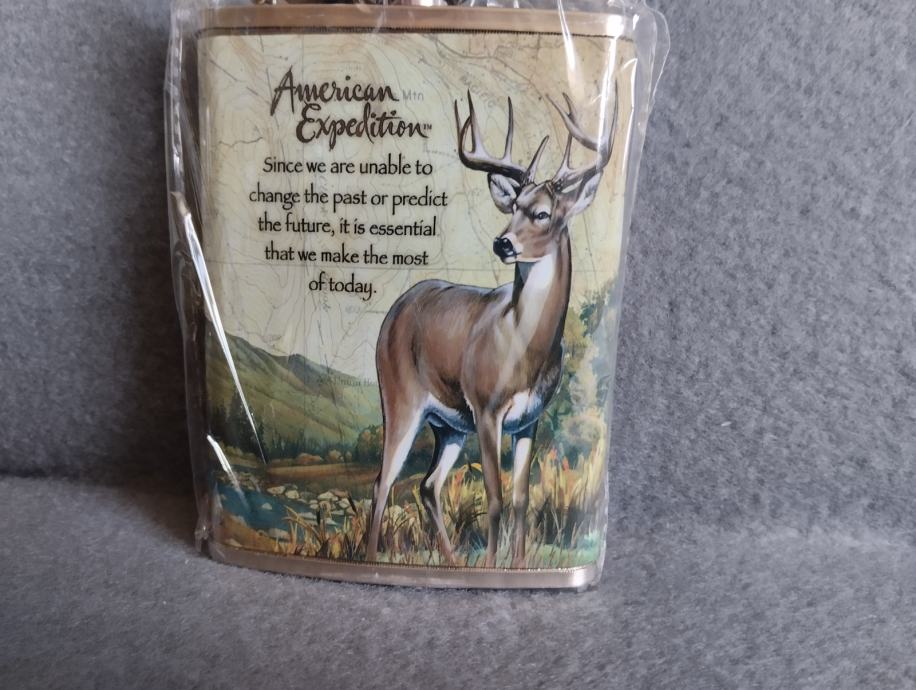 American
Mtn
Expedition™
Since we are unable to
change the past or predict
the future, it is essential
that we make the most
of today.